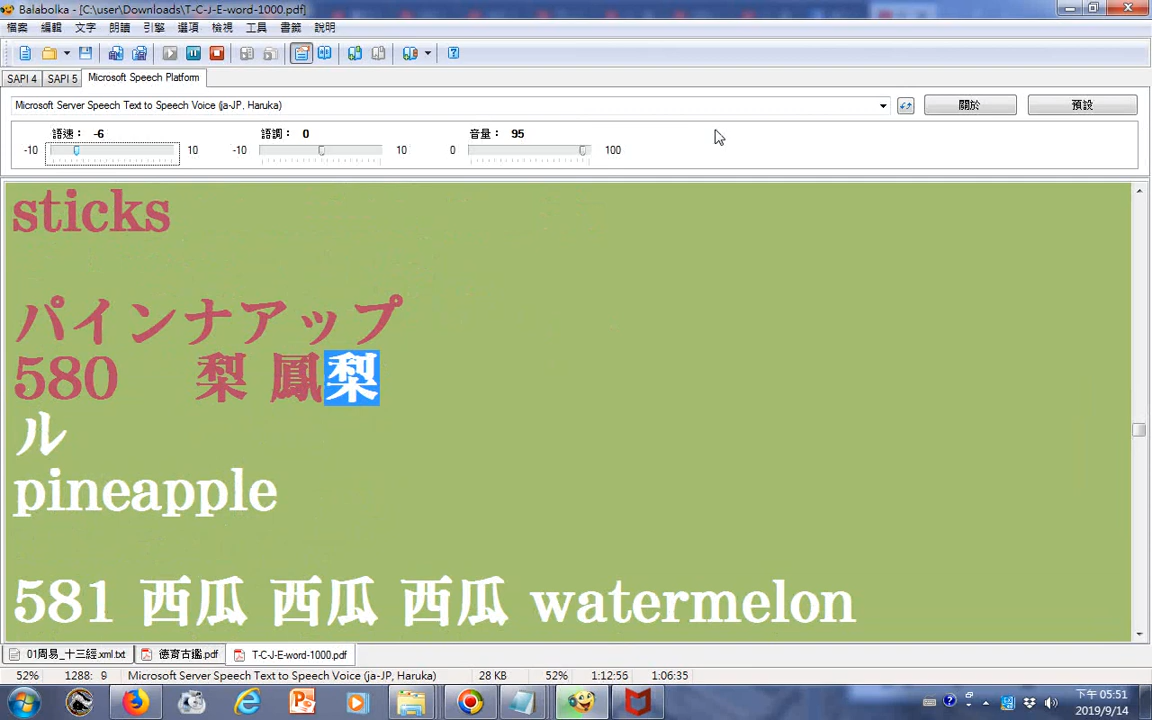 Balabolka - [C:\user\Downloads\T-C-J-E-word-1000.pdf]
檔案 編輯 文字 朗讀 引擎 選項 檢視 工具 書籤 說明
SAPI 4 SAPI 5 Microsoft Speech Platform
Microsoft Server Speech Text to Speech Voice (ja-JP, Haruka) 關於 預設
語速： -6 語調： 0 音量： 95
-10 10 -10 10 0 100
sticks
パインナアップ
580 梨 鳳梨
ル
pineapple
581 西瓜 西瓜 西瓜 watermelon
01周易_十三經.xml.txt 德育古鑑.pdf T-C-J-E-word-1000.pdf
52% 1288: 9 Microsoft Server Speech Text to Speech Voice (ja-JP, Haruka) 28 KB 52% 1:12:56 1:06:35
下午 05:51
2019/9/14